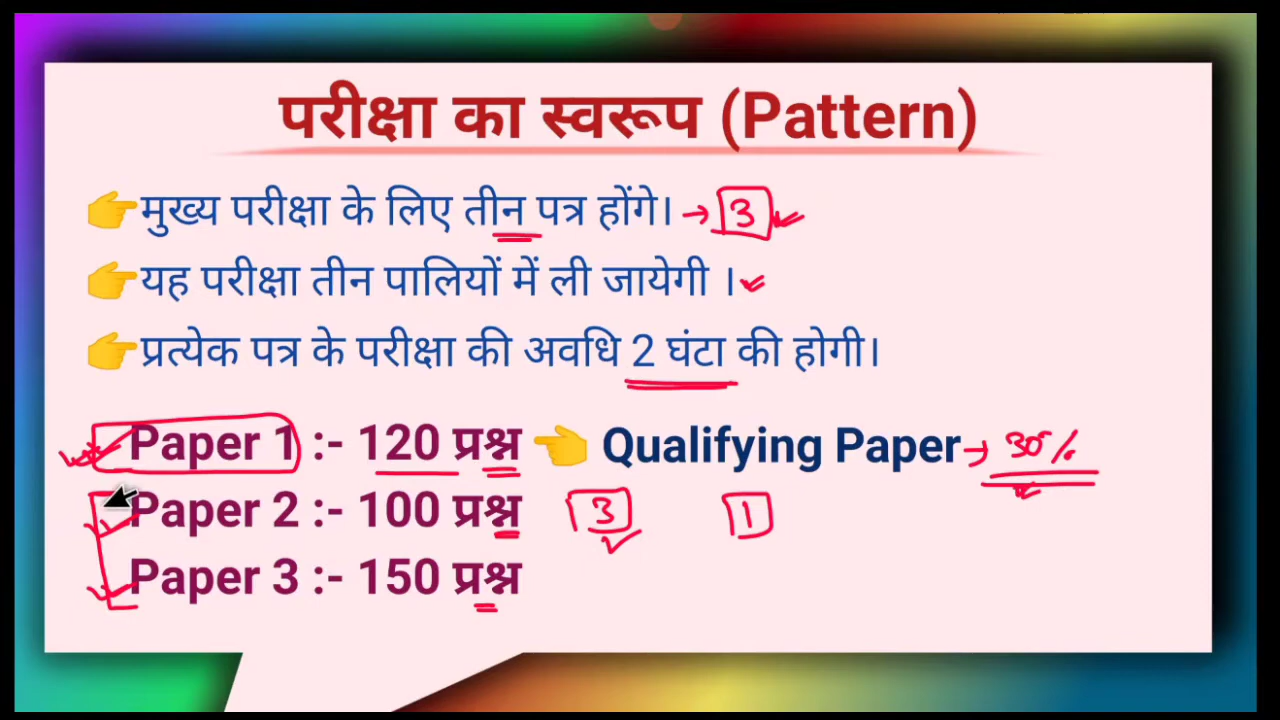 परीक्षा का स्वरूप (Pattern)
👉मुख्य परीक्षा के लिए तीन पत्र होंगे। → 3
👉यह परीक्षा तीन पालियों में ली जायेगी ।
👉प्रत्येक पत्र के परीक्षा की अवधि 2 घंटा की होगी।
Paper 1 :- 120 प्रश्न 👈 Qualifying Paper → 30%
Paper 2 :- 100 प्रश्न 3 1
Paper 3 :- 150 प्रश्न